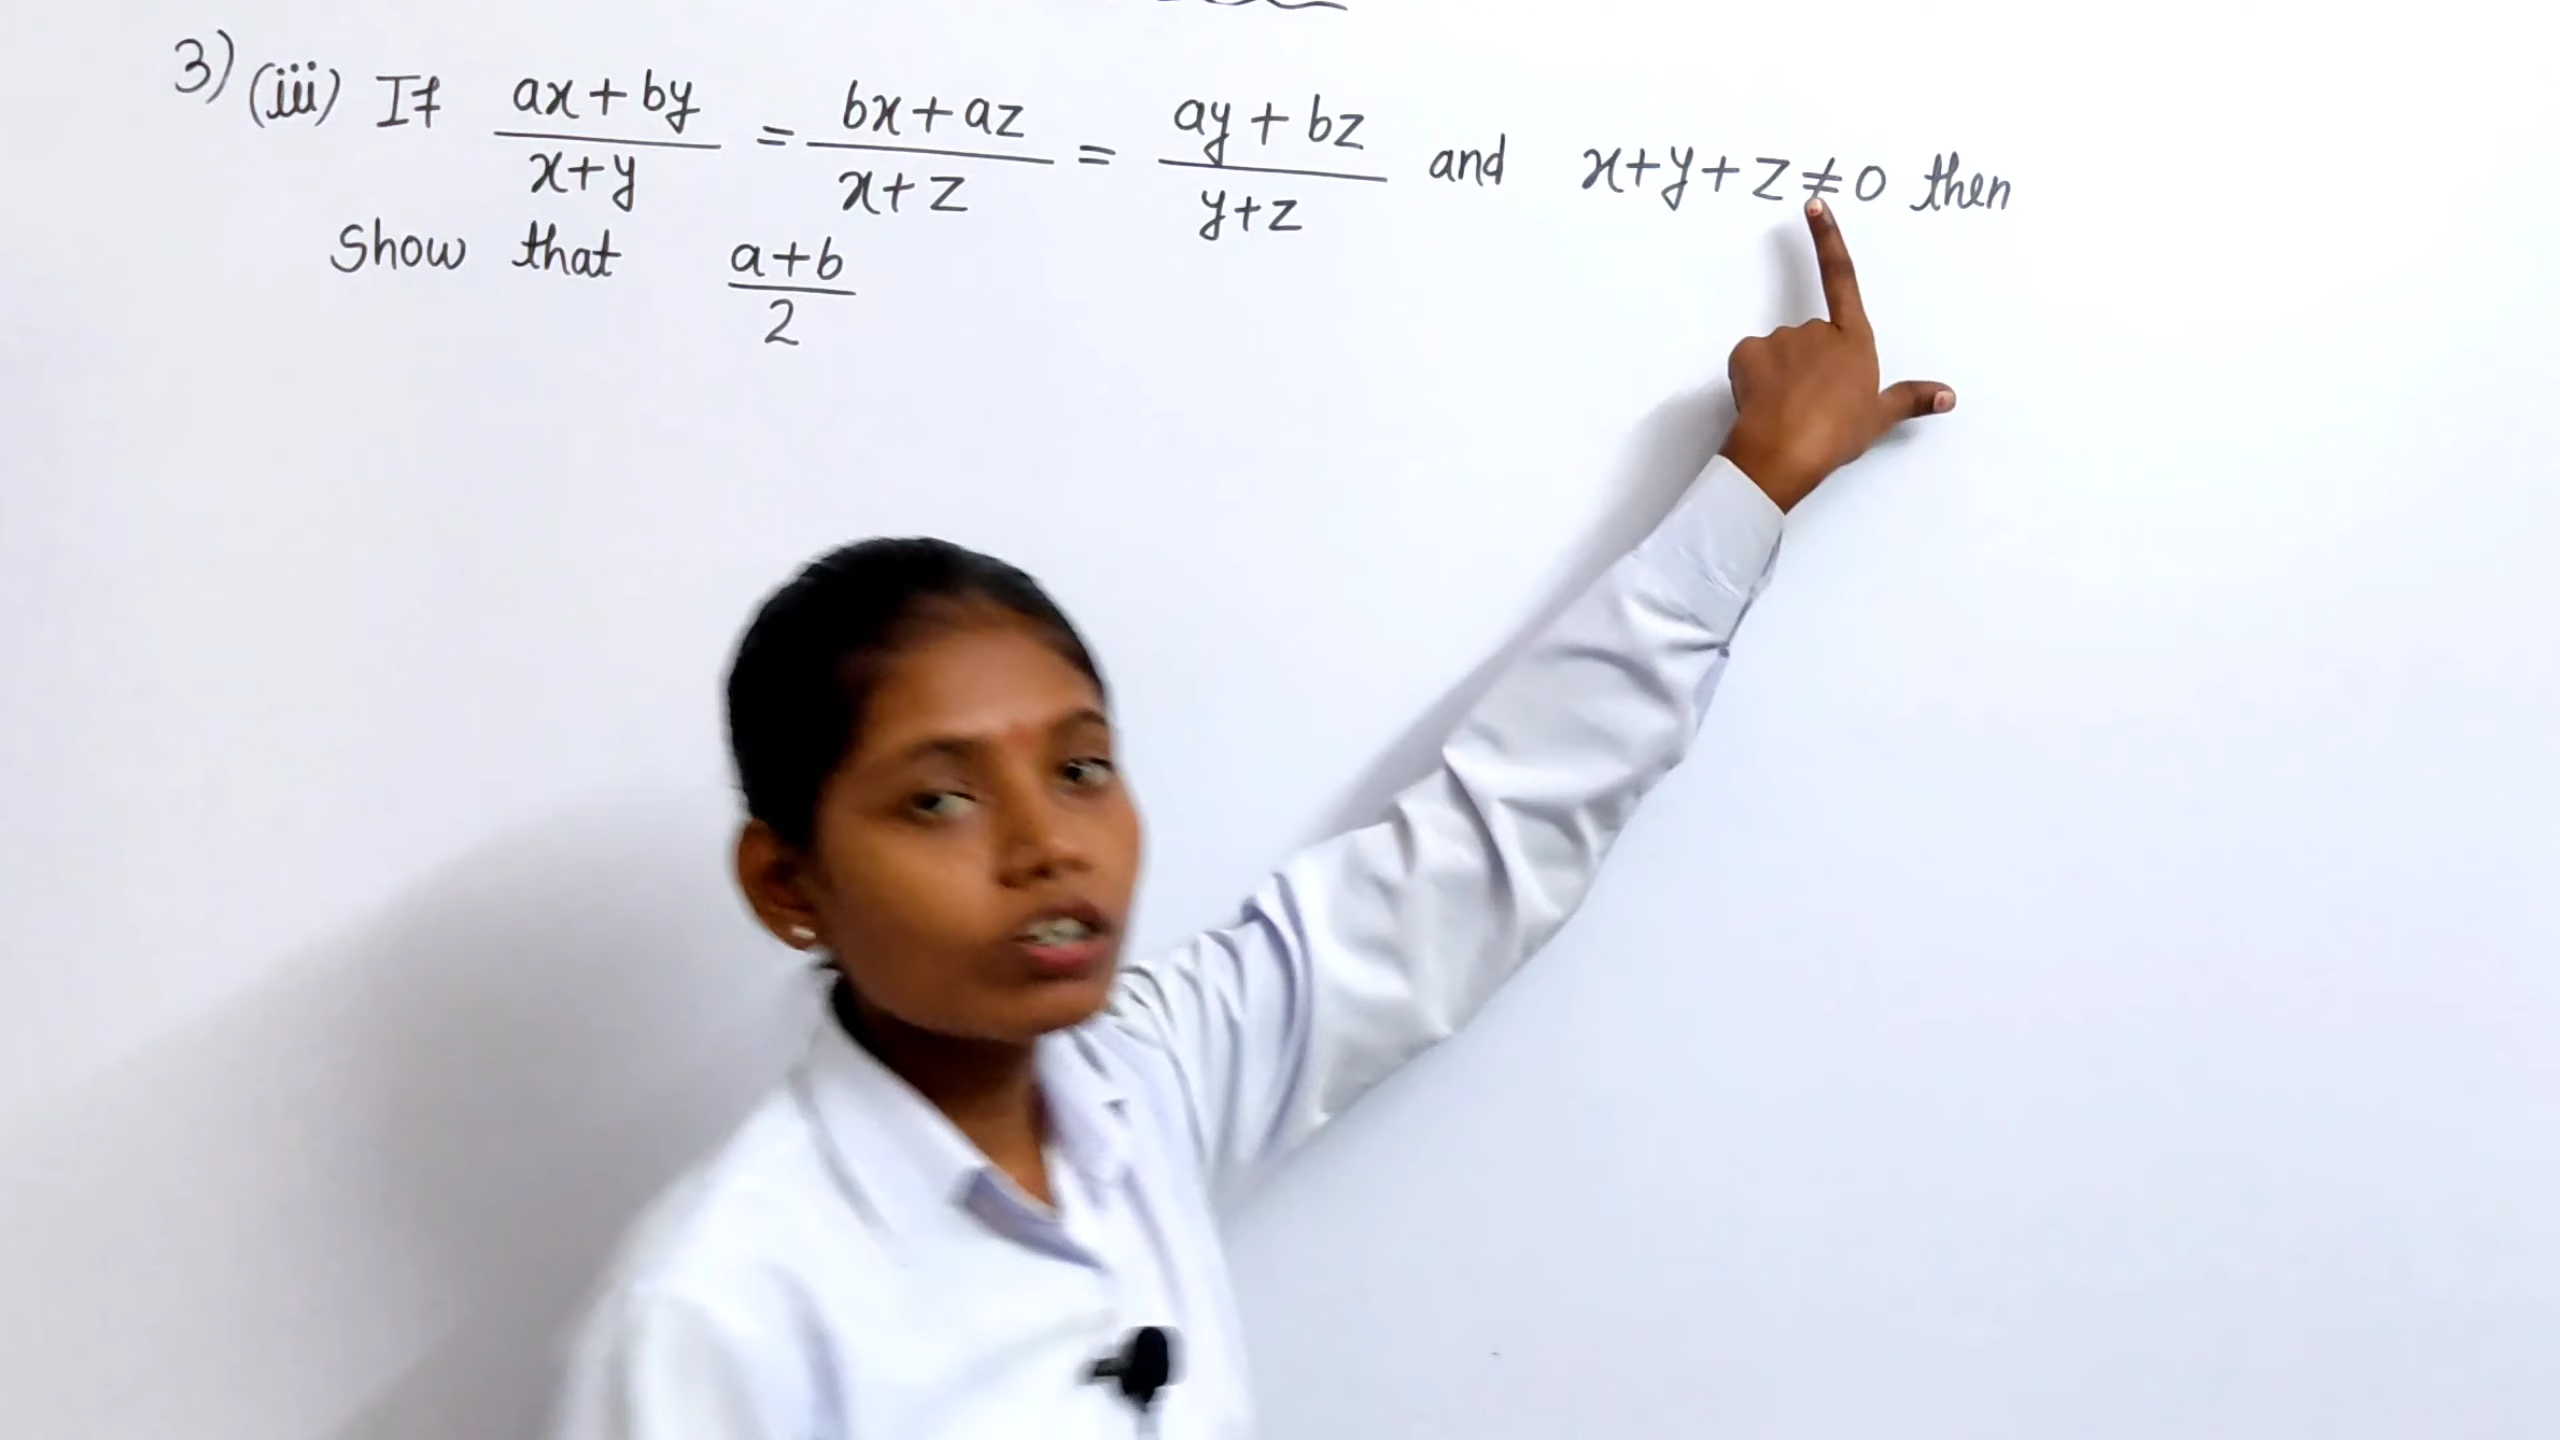 3) (iii) If (ax+by)/(x+y) = (bx+az)/(x+z) = (ay+bz)/(y+z) and x+y+z≠0 then
Show that (a+b)/2